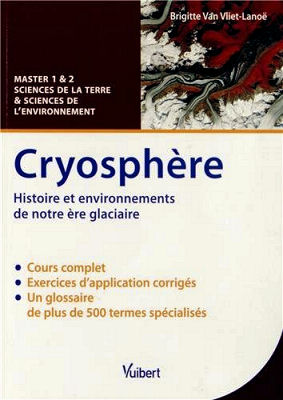 Brigitte Van Vliet-Lanoë
MASTER 1 & 2
SCIENCES DE LA TERRE
& SCIENCES DE
L'ENVIRONNEMENT
Cryosphère
Histoire et environnements
de notre ère glaciaire
• Cours complet
• Exercices d'application corrigés
• Un glossaire
de plus de 500 termes spécialisés
Vuibert